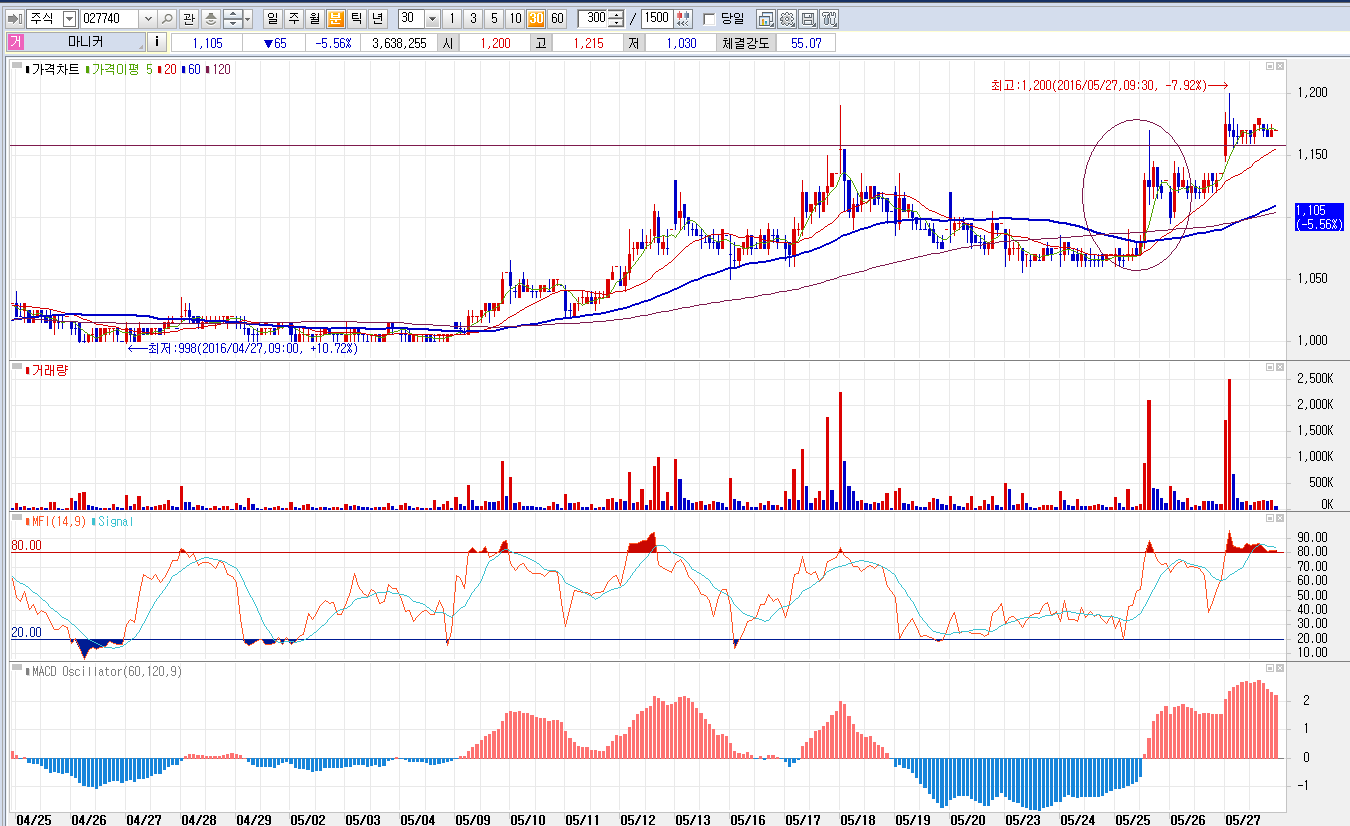 주식 027740 관 일 주 월 분 틱 년 30 1 3 5 10 30 60 300 / 1500 당일
거 마니커 i 1,105 ▼65 -5.56% 3,638,255 시 1,200 고 1,215 저 1,030 체결강도 55.07
가격차트 가격이평 5 20 60 120
최고:1,200(2016/05/27,09:30, -7.92%)→
1,200
1,150
1,105
(-5.56%)
1,050
1,000
←최저:998(2016/04/27,09:00, +10.72%)
거래량
2,500K
2,000K
1,500K
1,000K
500K
0K
MFI(14,9) Signal
80.00
20.00
90.00
80.00
70.00
60.00
50.00
40.00
30.00
20.00
10.00
MACD Oscillator(60,120,9)
2
1
0
-1
04/25 04/26 04/27 04/28 04/29 05/02 05/03 05/04 05/09 05/10 05/11 05/12 05/13 05/16 05/17 05/18 05/19 05/20 05/23 05/24 05/25 05/26 05/27